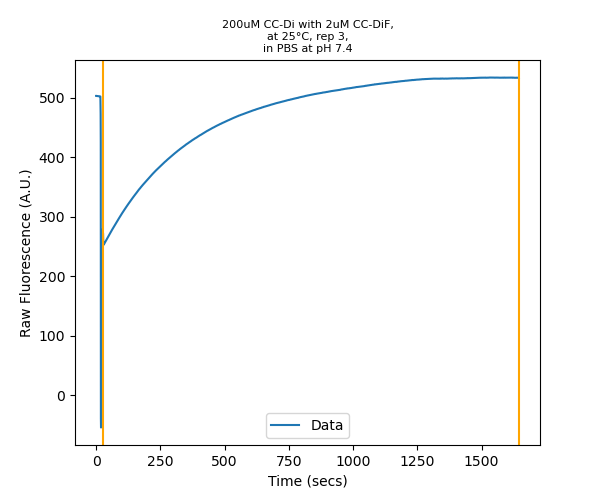 200uM CC-Di with 2uM CC-DiF,
at 25°C, rep 3,
in PBS at pH 7.4
Raw Fluorescence (A.U.)
500
400
300
200
100
0
Data
0 250 500 750 1000 1250 1500
Time (secs)